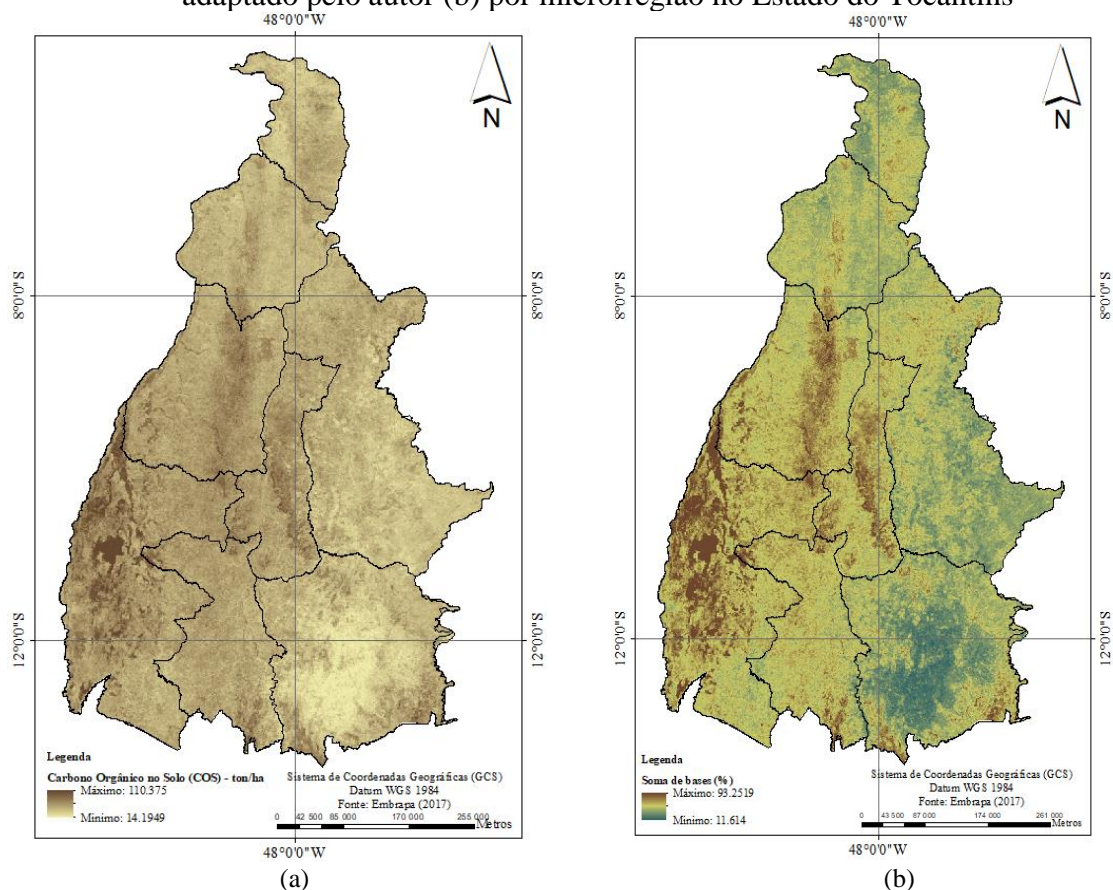 adaptado pelo autor (b) por microrregião no Estado do Tocantins
48°0'0"W
N
8°0'0"S
8°0'0"S
12°0'0"S
12°0'0"S
Legenda
Carbono Orgânico no Solo (COS) - ton/ha
Máximo: 110.375
Minimo: 14.1949
Sistema de Coordenadas Geográficas (GCS)
Datum WGS 1984
Fonte: Embrapa (2017)
0 42 500 85 000 170 000 255 000
Metros
48°0'0"W
(a)
48°0'0"W
N
8°0'0"S
8°0'0"S
12°0'0"S
12°0'0"S
Legenda
Soma de bases (%)
Máximo: 93.2519
Minimo: 11.614
Sistema de Coordenadas Geográficas (GCS)
Datum WGS 1984
Fonte: Embrapa (2017)
0 43 500 87 000 174 000 261 000
Metros
48°0'0"W
(b)